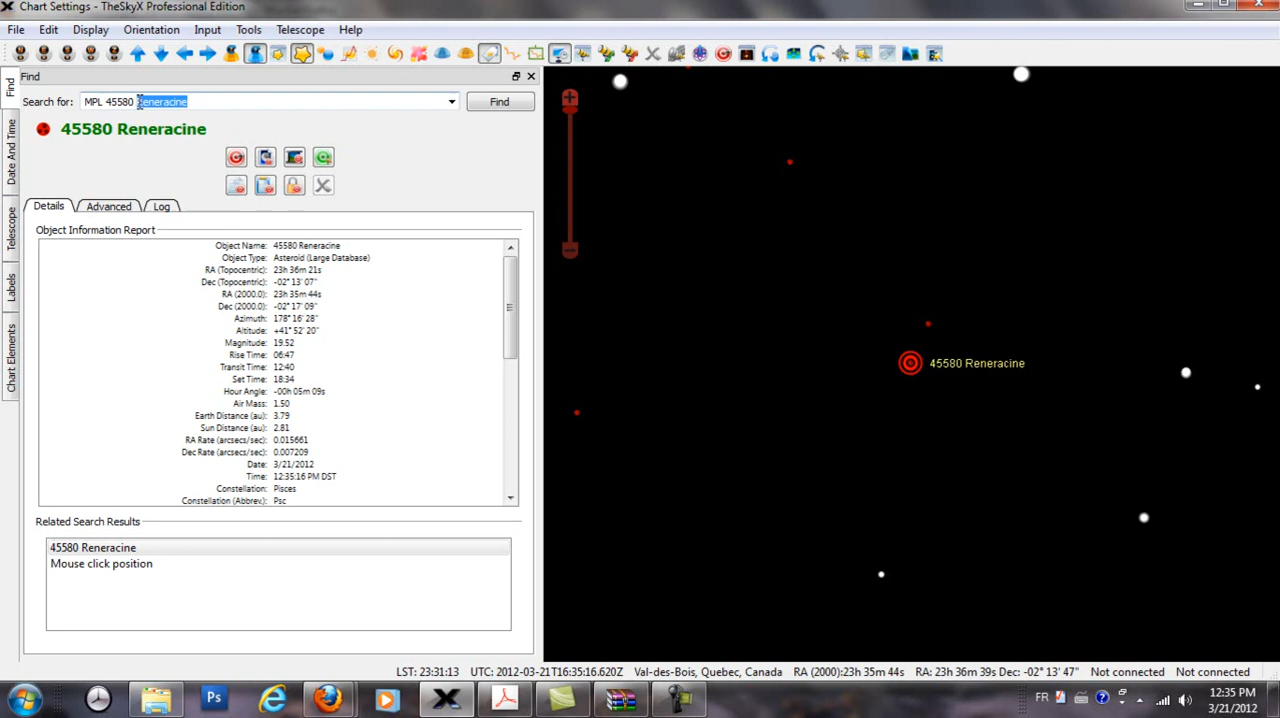 Chart Settings - TheSkyX Professional Edition
File Edit Display Orientation Input Tools Telescope Help
Find
Search for: MPL 45580 Reneracine Find
45580 Reneracine
Details Advanced Log
Object Information Report
Object Name: 45580 Reneracine
Object Type: Asteroid (Large Database)
RA (Topocentric): 23h 36m 21s
Dec (Topocentric): -02° 13' 07"
RA (2000.0): 23h 35m 44s
Dec (2000.0): -02° 17' 09"
Azimuth: 178° 16' 28"
Altitude: +41° 52' 20"
Magnitude: 19.52
Rise Time: 06:47
Transit Time: 12:40
Set Time: 18:34
Hour Angle: -00h 05m 09s
Air Mass: 1.50
Earth Distance (au): 3.79
Sun Distance (au): 2.81
RA Rate (arcsecs/sec): 0.015661
Dec Rate (arcsecs/sec): 0.007209
Date: 3/21/2012
Time: 12:35:16 PM DST
Constellation: Pisces
Constellation (Abbrev.): Psc
Related Search Results
45580 Reneracine
Mouse click position
Find
Date And Time
Telescope
Labels
Chart Elements
45580 Reneracine
LST: 23:31:13 UTC: 2012-03-21T16:35:16.620Z Val-des-Bois, Quebec, Canada RA (2000):23h 35m 44s RA: 23h 36m 39s Dec: -02° 13' 47" Not connected Not connected
Ps
FR
12:35 PM
3/21/2012